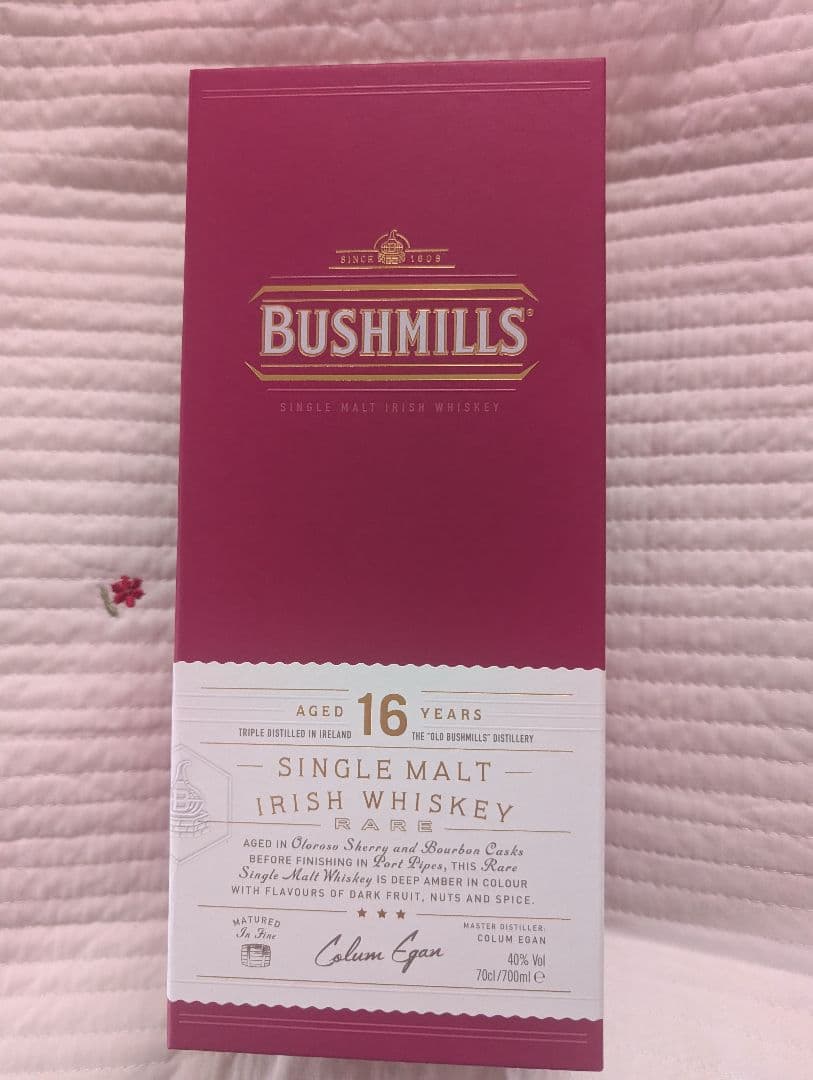 SINCE 1608
BUSHMILLS®
SINGLE MALT IRISH WHISKEY
AGED 16 YEARS
TRIPLE DISTILLED IN IRELAND THE "OLD BUSHMILLS" DISTILLERY
SINGLE MALT
IRISH WHISKEY
RARE
AGED IN Oloroso Sherry and Bourbon Casks
BEFORE FINISHING IN Port Pipes, THIS Rare
Single Malt Whiskey IS DEEP AMBER IN COLOUR
WITH FLAVOURS OF DARK FRUIT, NUTS AND SPICE.
MATURED
In Fine
Colum Egan
MASTER DISTILLER:
COLUM EGAN
40% Vol
70cl/700ml ℮
B